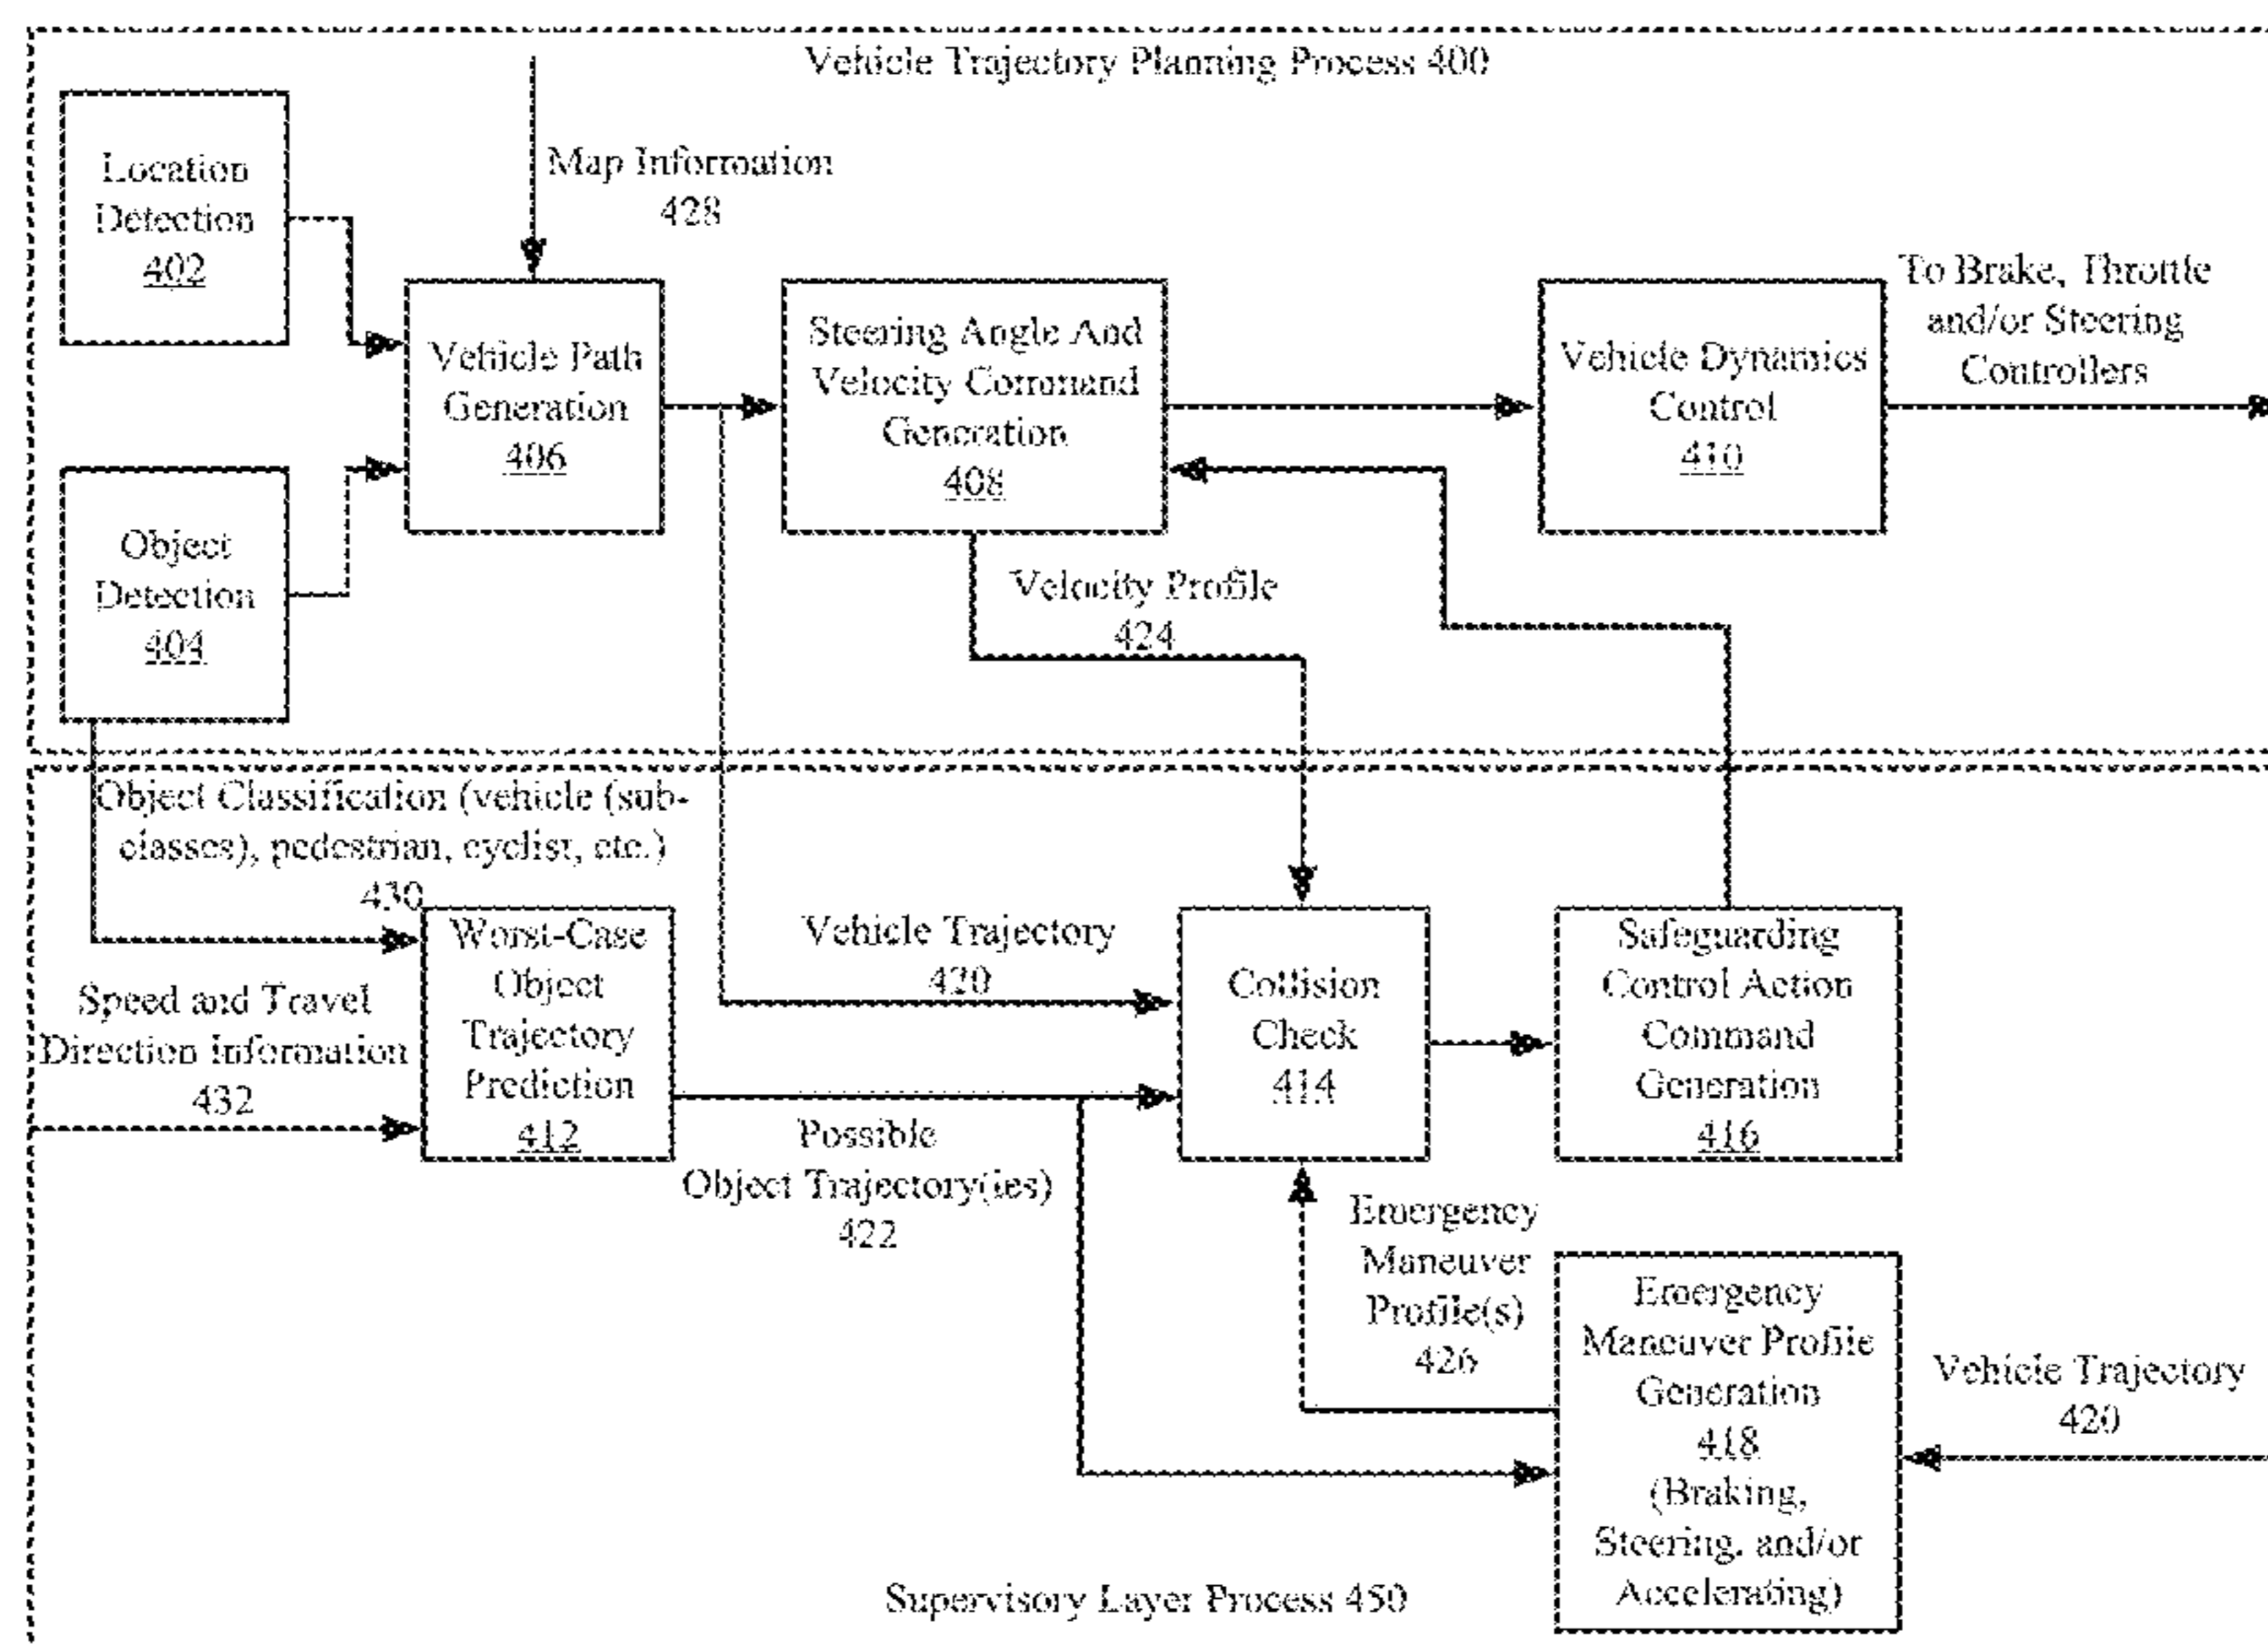 Vehicle Trajectory Planning Process 400
Location
Detection
402
Map Information
428
Vehicle Path
Generation
406
Steering Angle And
Velocity Command
Generation
408
Vehicle Dynamics
Control
410
To Brake, Throttle
and/or Steering
Controllers
Object
Detection
404
Velocity Profile
424
Object Classification (vehicle (sub-
classes), pedestrian, cyclist, etc.)
430
Speed and Travel
Direction Information
432
Worst-Case
Object
Trajectory
Prediction
412
Vehicle Trajectory
420
Possible
Object Trajectory(ies)
422
Collision
Check
414
Safeguarding
Control Action
Command
Generation
416
Emergency
Maneuver
Profile(s)
426
Emergency
Maneuver Profile
Generation
418
(Braking,
Steering, and/or
Accelerating)
Vehicle Trajectory
420
Supervisory Layer Process 450